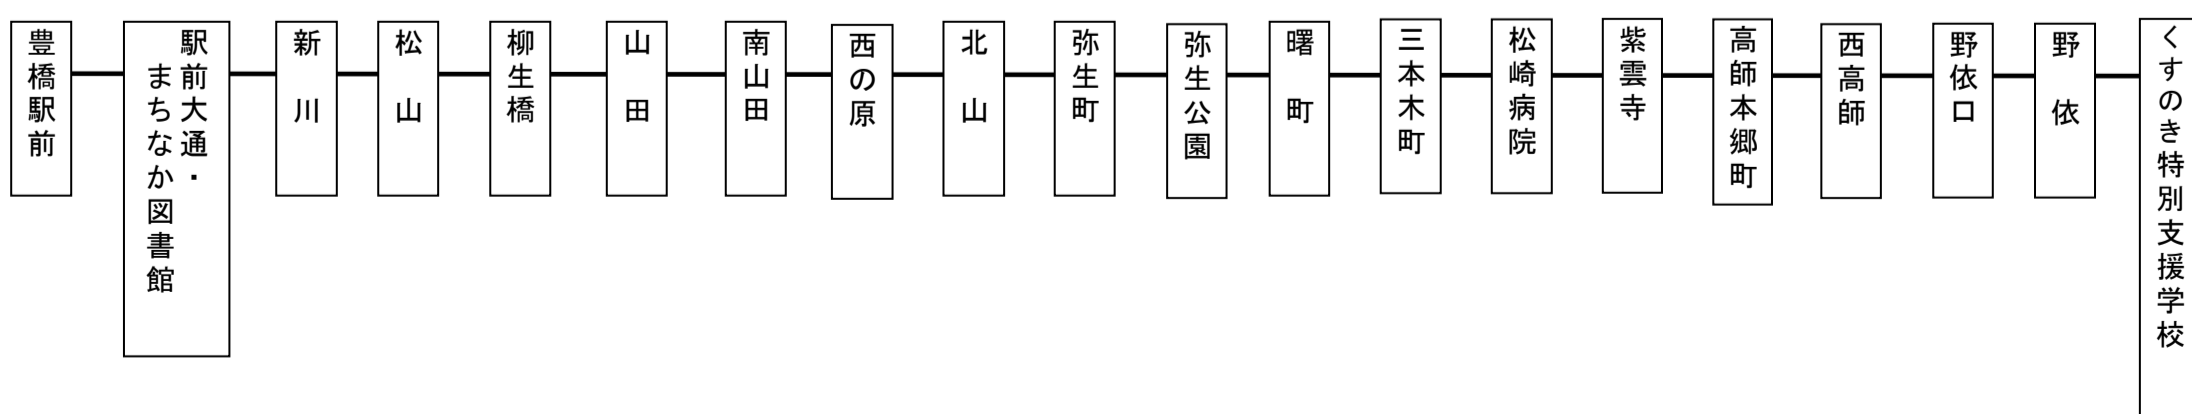 豊橋駅前
駅前大通・
まちなか図書館
新川
松山
柳生橋
山田
南山田
西の原
北山
弥生町
弥生公園
曙町
三本木町
松崎病院
紫雲寺
高師本郷町
西高師
野依口
野依
くすのき特別支援学校